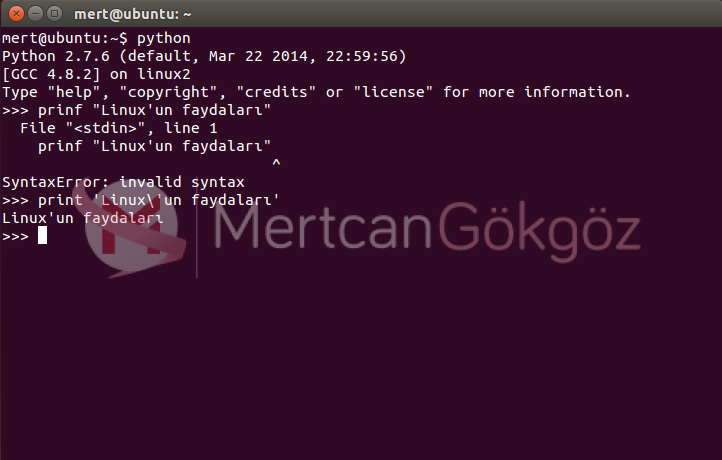 mert@ubuntu: ~
mert@ubuntu:~$ python
Python 2.7.6 (default, Mar 22 2014, 22:59:56)
[GCC 4.8.2] on linux2
Type "help", "copyright", "credits" or "license" for more information.
>>> prinf "Linux'un faydaları"
  File "<stdin>", line 1
    prinf "Linux'un faydaları"
                             ^
SyntaxError: invalid syntax
>>> print 'Linux\'un faydaları'
Linux'un faydaları
>>>
MertcanGökgöz